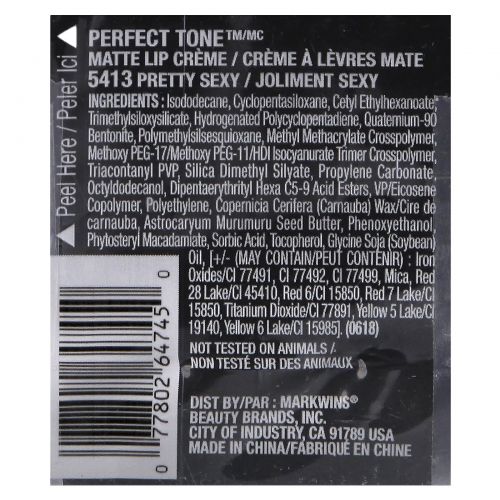 Peel Here / Peler Ici
PERFECT TONE™/MC
MATTE LIP CRÈME / CRÈME À LÈVRES MATE
5413 PRETTY SEXY / JOLIMENT SEXY
INGREDIENTS : Isododecane, Cyclopentasiloxane, Cetyl Ethylhexanoate,
Trimethylsiloxysilicate, Hydrogenated Polycyclopentadiene, Quaternium-90
Bentonite, Polymethylsilsesquioxane, Methyl Methacrylate Crosspolymer,
Methoxy PEG-17/Methoxy PEG-11/HDI Isocyanurate Trimer Crosspolymer,
Triacontanyl PVP, Silica Dimethyl Silyate, Propylene Carbonate,
Octyldodecanol, Dipentaerythrityl Hexa C5-9 Acid Esters, VP/Eicosene
Copolymer, Polyethylene, Copernicia Cerifera (Carnauba) Wax/Cire de
carnauba, Astrocaryum Murumuru Seed Butter, Phenoxyethanol,
Phytosteryl Macadamiate, Sorbic Acid, Tocopherol, Glycine Soja (Soybean)
Oil, [+/- (MAY CONTAIN/PEUT CONTENIR) : Iron
Oxides/CI 77491, CI 77492, CI 77499, Mica, Red
28 Lake/CI 45410, Red 6/CI 15850, Red 7 Lake/CI
15850, Titanium Dioxide/CI 77891, Yellow 5 Lake/CI
19140, Yellow 6 Lake/CI 15985]. (0618)
NOT TESTED ON ANIMALS /
NON TESTÉ SUR DES ANIMAUX
DIST BY/PAR : MARKWINS®
BEAUTY BRANDS, INC.
CITY OF INDUSTRY, CA 91789 USA
MADE IN CHINA/FABRIQUÉ EN CHINE
0 77802 64745 0